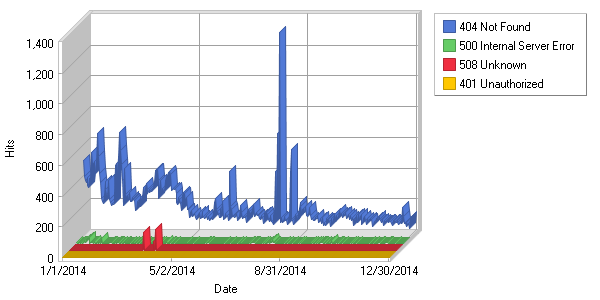 404 Not Found
500 Internal Server Error
508 Unknown
401 Unauthorized
1,400
1,200
1,000
800
600
400
200
0
Hits
1/1/2014
5/2/2014
8/31/2014
12/30/2014
Date